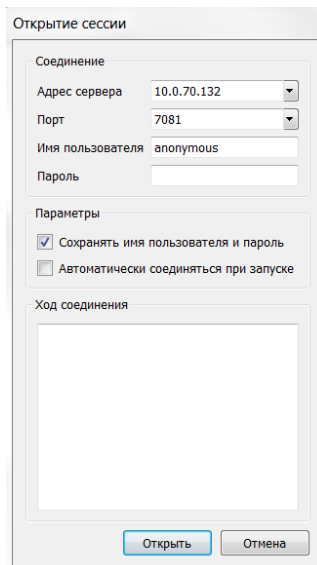 Открытие сессии
Соединение
Адрес сервера 10.0.70.132
Порт 7081
Имя пользователя anonymous
Пароль
Параметры
Сохранять имя пользователя и пароль
Автоматически соединяться при запуске
Ход соединения
Открыть Отмена